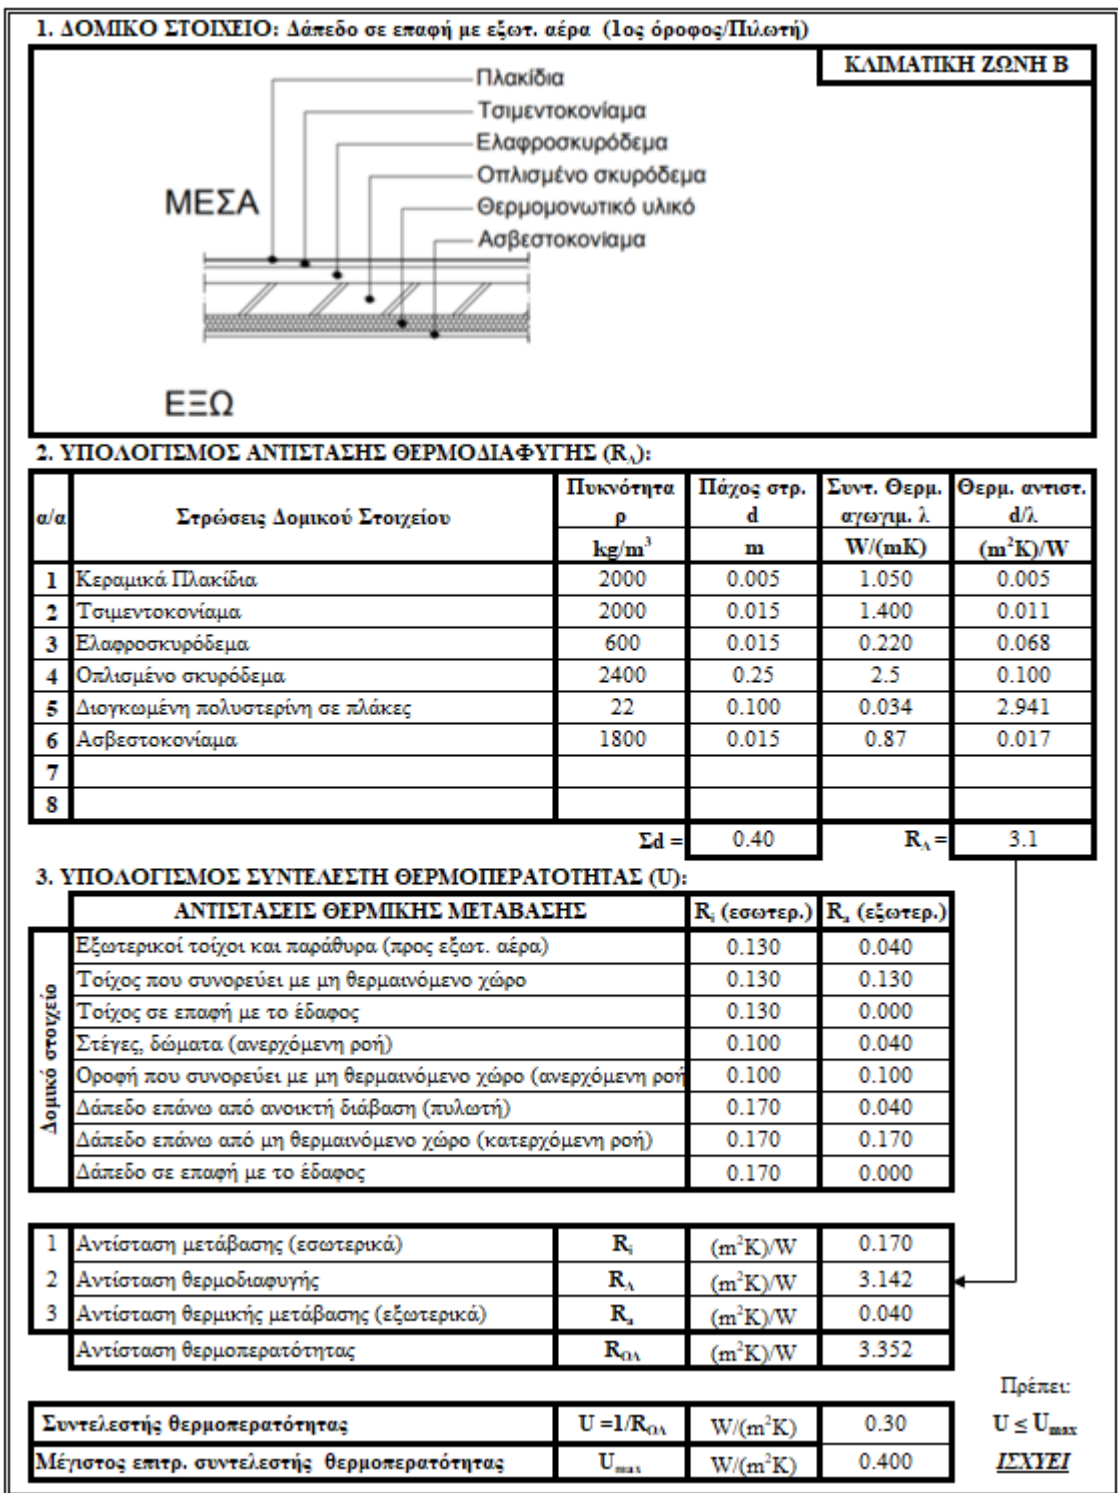 1. ΔΟΜΙΚΟ ΣΤΟΙΧΕΙΟ: Δάπεδο σε επαφή με εξωτ. αέρα (1ος όροφος/Πιλωτή)
ΚΛΙΜΑΤΙΚΗ ΖΩΝΗ Β
Πλακίδια
Τσιμεντοκονίαμα
Ελαφροσκυρόδεμα
Οπλισμένο σκυρόδεμα
Θερμομονωτικό υλικό
Ασβεστοκονίαμα
ΜΕΣΑ
ΕΞΩ
2. ΥΠΟΛΟΓΙΣΜΟΣ ΑΝΤΙΣΤΑΣΗΣ ΘΕΡΜΟΔΙΑΦΥΓΗΣ (R_Λ):
α/α Στρώσεις Δομικού Στοιχείου Πυκνότητα ρ Πάχος στρ. d Συντ. Θερμ. αγωγιμ. λ Θερμ. αντιστ. d/λ
kg/m³ m W/(mK) (m²K)/W
1 Κεραμικά Πλακίδια 2000 0.005 1.050 0.005
2 Τσιμεντοκονίαμα 2000 0.015 1.400 0.011
3 Ελαφροσκυρόδεμα 600 0.015 0.220 0.068
4 Οπλισμένο σκυρόδεμα 2400 0.25 2.5 0.100
5 Διογκωμένη πολυστερίνη σε πλάκες 22 0.100 0.034 2.941
6 Ασβεστοκονίαμα 1800 0.015 0.87 0.017
7
8
Σd = 0.40 R_Λ = 3.1
3. ΥΠΟΛΟΓΙΣΜΟΣ ΣΥΝΤΕΛΕΣΤΗ ΘΕΡΜΟΠΕΡΑΤΟΤΗΤΑΣ (U):
ΑΝΤΙΣΤΑΣΕΙΣ ΘΕΡΜΙΚΗΣ ΜΕΤΑΒΑΣΗΣ R_i (εσωτερ.) R_a (εξωτερ.)
Δομικό στοιχείο
Εξωτερικοί τοίχοι και παράθυρα (προς εξωτ. αέρα) 0.130 0.040
Τοίχος που συνορεύει με μη θερμαινόμενο χώρο 0.130 0.130
Τοίχος σε επαφή με το έδαφος 0.130 0.000
Στέγες, δώματα (ανερχόμενη ροή) 0.100 0.040
Οροφή που συνορεύει με μη θερμαινόμενο χώρο (ανερχόμενη ροή 0.100 0.100
Δάπεδο επάνω από ανοικτή διάβαση (πυλωτή) 0.170 0.040
Δάπεδο επάνω από μη θερμαινόμενο χώρο (κατερχόμενη ροή) 0.170 0.170
Δάπεδο σε επαφή με το έδαφος 0.170 0.000
1 Αντίσταση μετάβασης (εσωτερικά) R_i (m²K)/W 0.170
2 Αντίσταση θερμοδιαφυγής R_Λ (m²K)/W 3.142
3 Αντίσταση θερμικής μετάβασης (εξωτερικά) R_a (m²K)/W 0.040
Αντίσταση θερμοπερατότητας R_ΟΛ (m²K)/W 3.352
Πρέπει:
Συντελεστής θερμοπερατότητας U =1/R_ΟΛ W/(m²K) 0.30 U ≤ U_max
Μέγιστος επιτρ. συντελεστής θερμοπερατότητας U_max W/(m²K) 0.400 ΙΣΧΥΕΙ